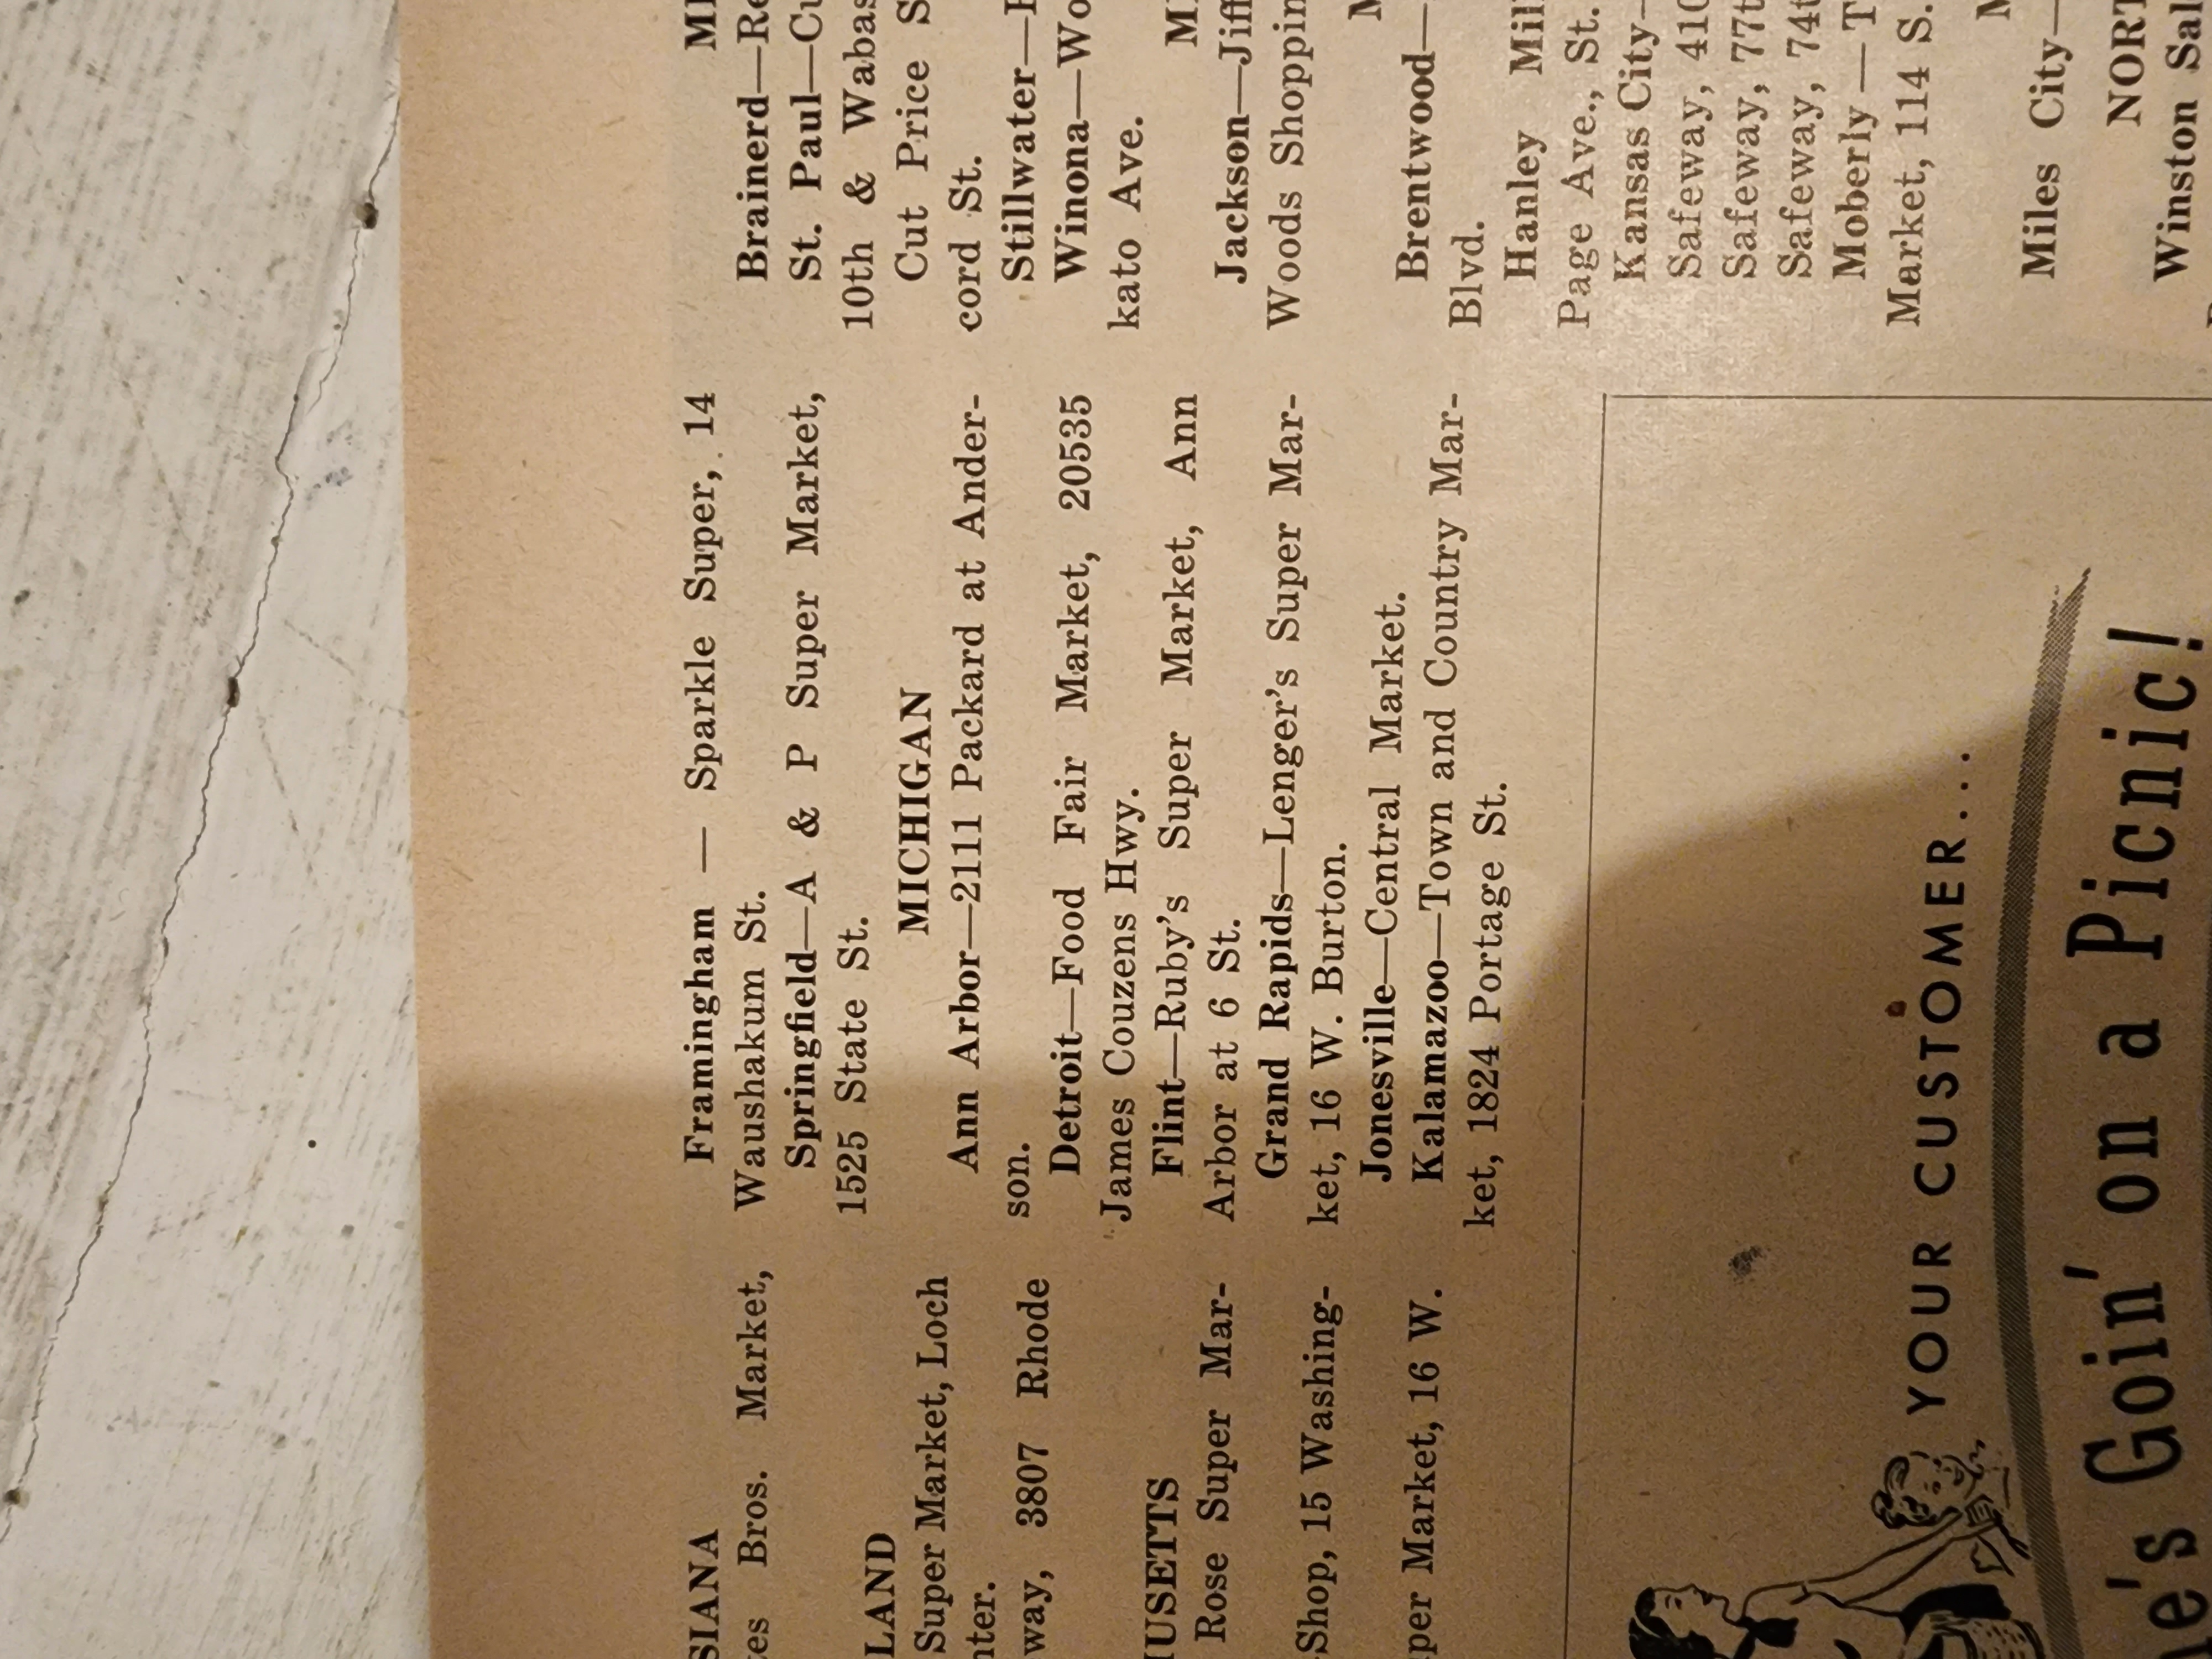 SIANA
Bros. Market,
LAND
Super Market, Loch
way, 3807 Rhode
USETTS
Rose Super Mar-
Shop, 15 Washing-
Market, 16 W.
Framingham — Sparkle Super, 14
Waushakum St.
Springfield—A & P Super Market,
1525 State St.
MICHIGAN
Ann Arbor—2111 Packard at Ander-
son.
Detroit—Food Fair Market, 20535
James Couzens Hwy.
Flint—Ruby's Super Market, Ann
Arbor at 6 St.
Grand Rapids—Lenger's Super Mar-
ket, 16 W. Burton.
Jonesville—Central Market.
Kalamazoo—Town and Country Mar-
ket, 1824 Portage St.
Brainerd—
St. Paul—
10th & Wabas
Cut Price
cord St.
Stillwater—
Winona—
kato Ave.
Jackson—
Woods Shoppin
Brentwood—
Blvd.
Hanley
Page Ave., St.
Kansas City—
Safeway, 410
Safeway, 77t
Safeway, 74t
Moberly —
Market, 114 S.
Miles City—
NORT
Winston Sal
YOUR CUSTOMER....
Goin' on a Picnic!